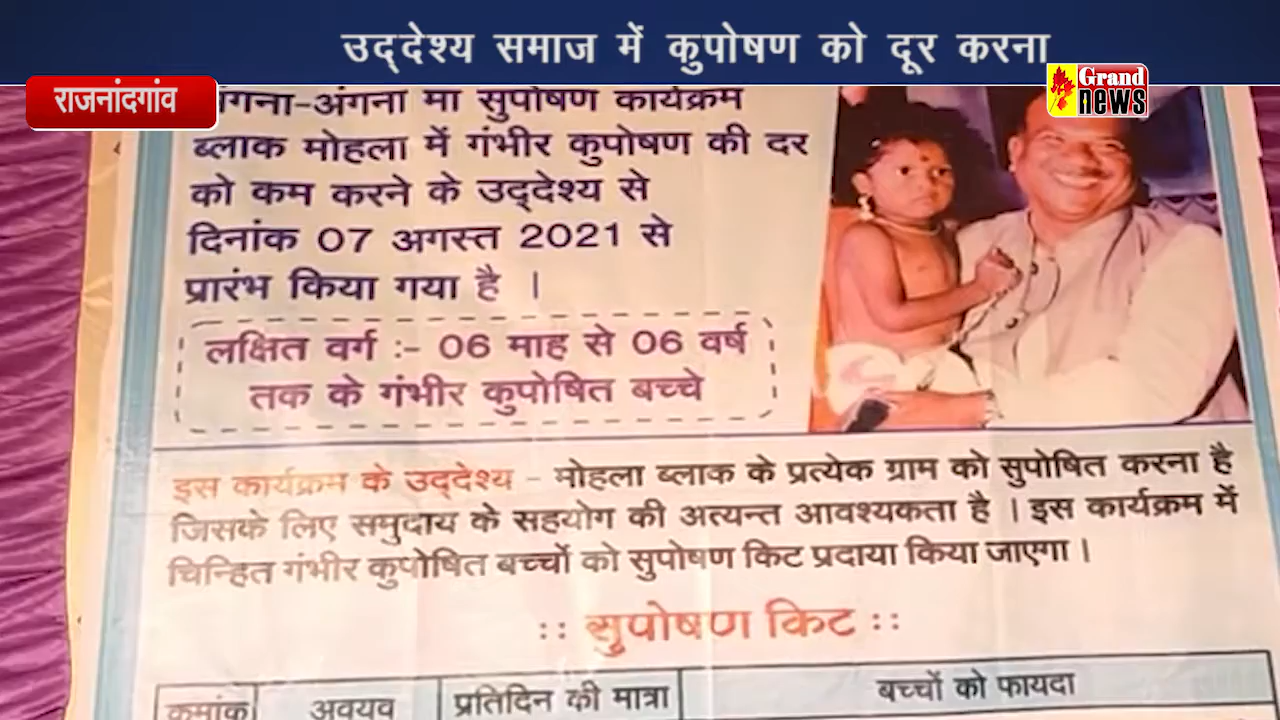 उद्देश्य समाज में कुपोषण को दूर करना
राजनांदगांव
Grand
news
अंगना-अंगना मा सुपोषण कार्यक्रम
ब्लाक मोहला में गंभीर कुपोषण की दर
को कम करने के उद्देश्य से
दिनांक 07 अगस्त 2021 से
प्रारंभ किया गया है ।
लक्षित वर्ग :- 06 माह से 06 वर्ष
तक के गंभीर कुपोषित बच्चे
इस कार्यक्रम के उद्देश्य - मोहला ब्लाक के प्रत्येक ग्राम को सुपोषित करना है
जिसके लिए समुदाय के सहयोग की अत्यन्त आवश्यकता है । इस कार्यक्रम में
चिन्हित गंभीर कुपोषित बच्चों को सुपोषण किट प्रदाया किया जाएगा ।
:: सुपोषण किट ::
कमांक अवयव प्रतिदिन की मात्रा बच्चों को फायदा